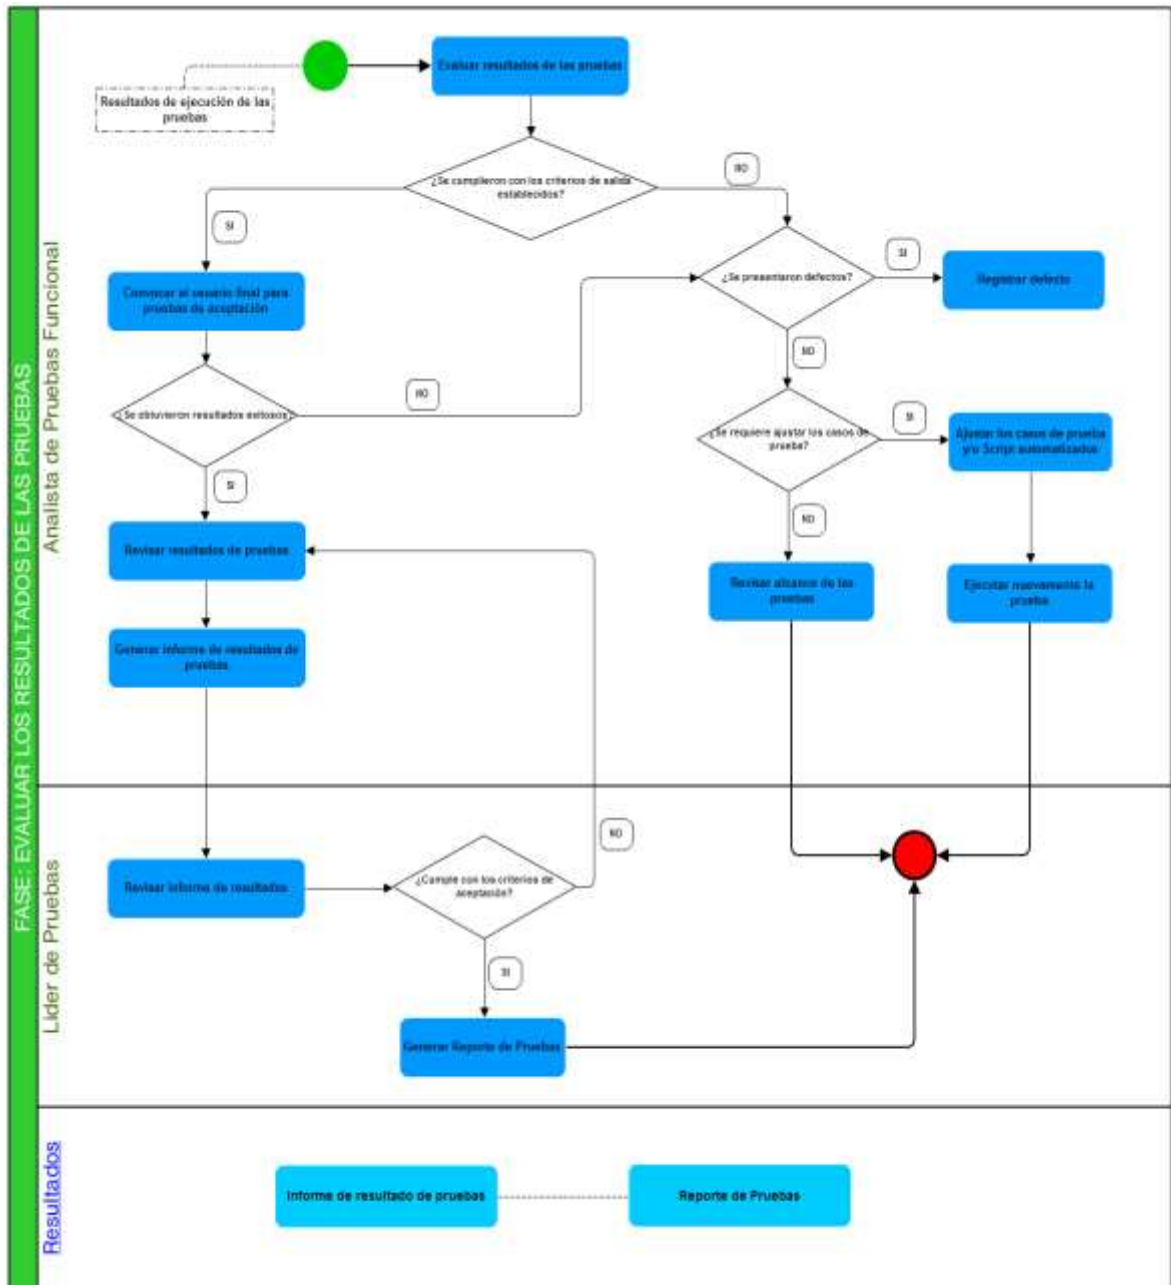 FASE: EVALUAR LOS RESULTADOS DE LAS PRUEBAS
Analista de Pruebas Funcional
Resultados de ejecución de las
pruebas
Evaluar resultados de las pruebas
¿Se cumplieron con los criterios de salida
establecidos?
NO
SI
Convocar al usuario final para
pruebas de aceptación
¿Se presentaron defectos?
SI
Registrar defecto
NO
¿Se obtuvieron resultados exitosos?
NO
SI
¿Se requiere ajustar los casos de
prueba?
SI
Ajustar los casos de prueba
y/o Script automatizados
NO
Revisar resultados de pruebas
Revisar alcance de las
pruebas
Ejecutar nuevamente la
prueba
Generar informe de resultados de
pruebas
Lider de Pruebas
Revisar informe de resultados
¿Cumple con los criterios de
aceptación?
NO
SI
Generar Reporte de Pruebas
Resultados
Informe de resultado de pruebas
Reporte de Pruebas